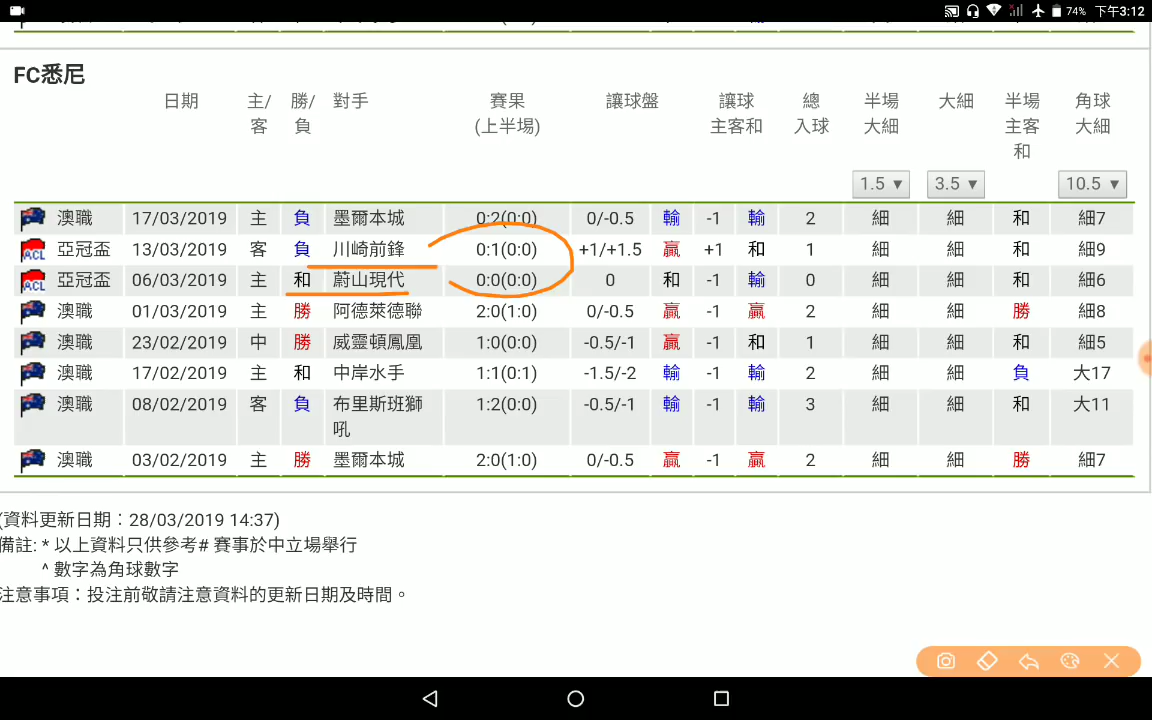 74% 下午3:12
FC悉尼
日期 主/客 勝/負 對手 賽果(上半場) 讓球盤 讓球主客和 總入球 半場大細 大細 半場主客和 角球大細
1.5 ▼ 3.5 ▼ 10.5 ▼
澳職 17/03/2019 主 負 墨爾本城 0:2(0:0) 0/-0.5 輸 -1 輸 2 細 細 和 細7
ACL 亞冠盃 13/03/2019 客 負 川崎前鋒 0:1(0:0) +1/+1.5 贏 +1 和 1 細 細 和 細9
ACL 亞冠盃 06/03/2019 主 和 蔚山現代 0:0(0:0) 0 和 -1 輸 0 細 細 和 細6
澳職 01/03/2019 主 勝 阿德萊德聯 2:0(1:0) 0/-0.5 贏 -1 贏 2 細 細 勝 細8
澳職 23/02/2019 中 勝 威靈頓鳳凰 1:0(0:0) -0.5/-1 贏 -1 和 1 細 細 和 細5
澳職 17/02/2019 主 和 中岸水手 1:1(0:1) -1.5/-2 輸 -1 輸 2 細 細 負 大17
澳職 08/02/2019 客 負 布里斯班獅吼 1:2(0:0) -0.5/-1 輸 -1 輸 3 細 細 和 大11
澳職 03/02/2019 主 勝 墨爾本城 2:0(1:0) 0/-0.5 贏 -1 贏 2 細 細 勝 細7
(資料更新日期：28/03/2019 14:37)
備註: * 以上資料只供參考# 賽事於中立場舉行
^ 數字為角球數字
注意事項：投注前敬請注意資料的更新日期及時間。